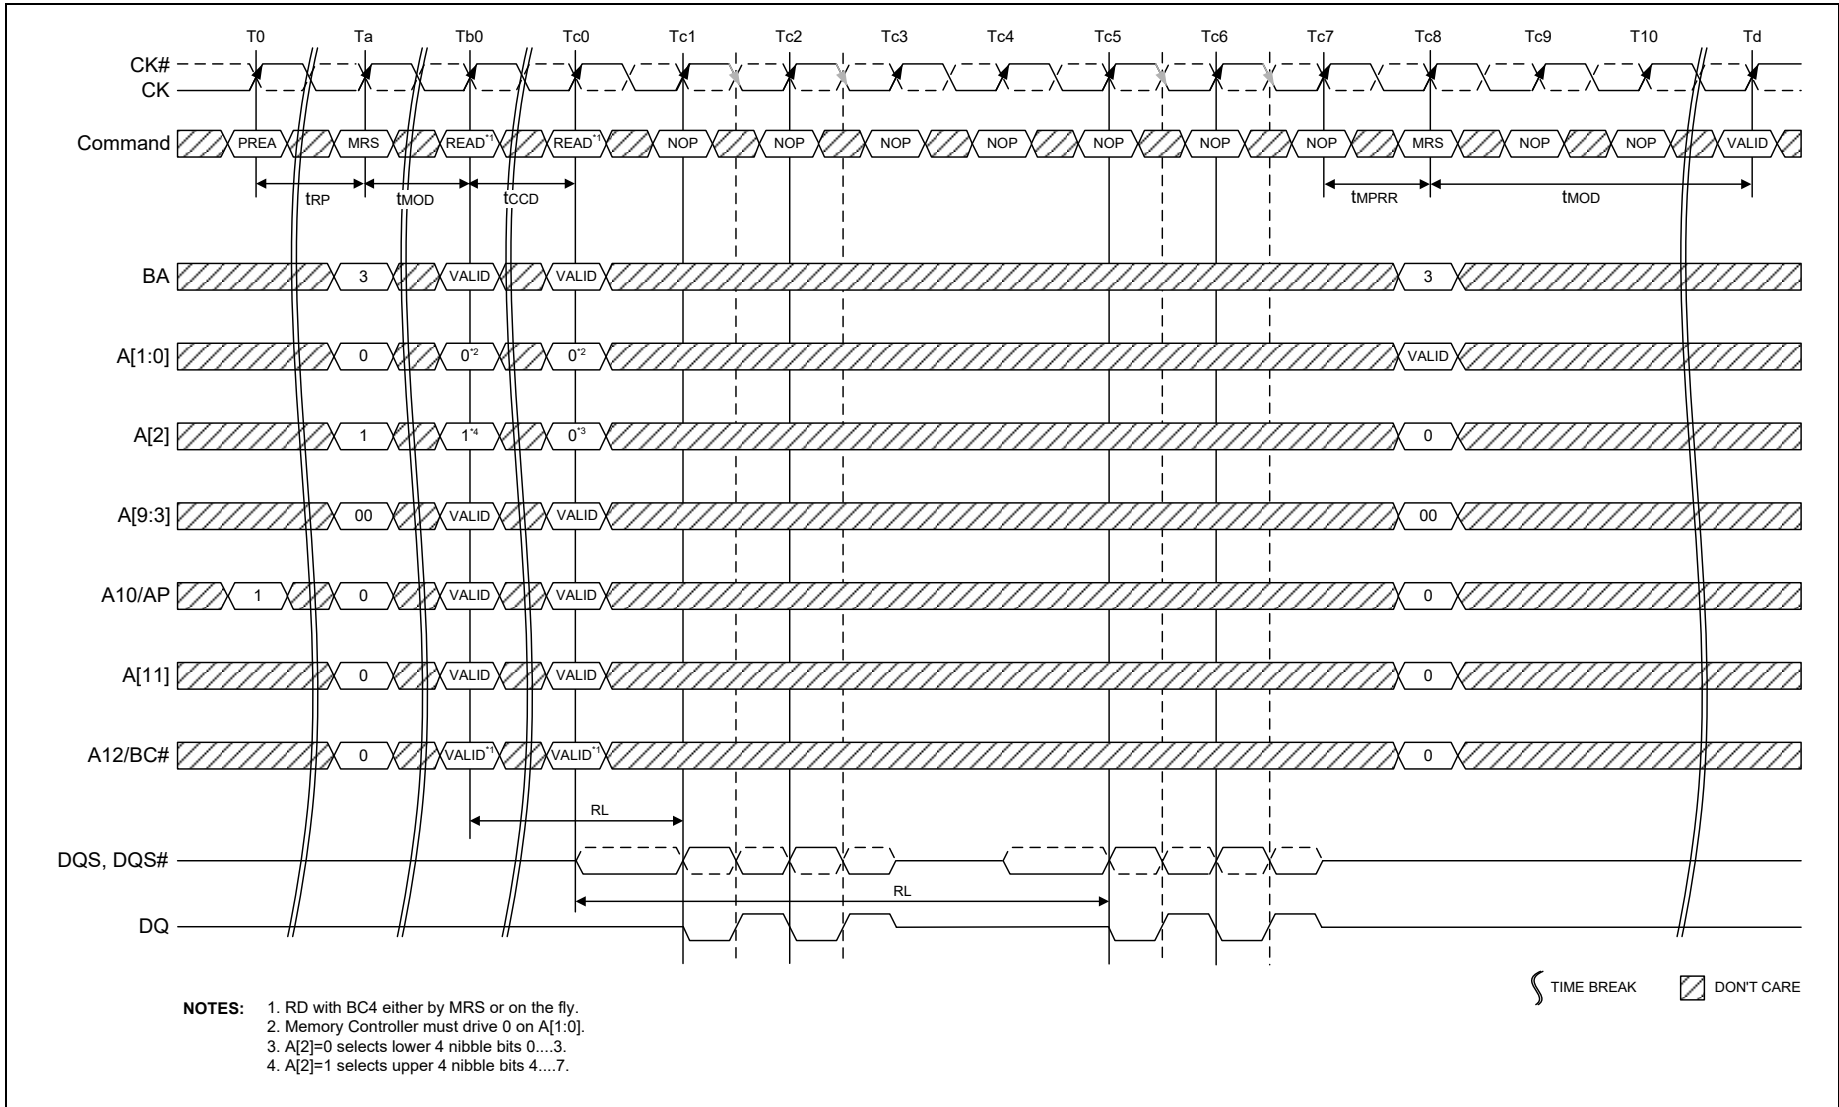 T0 Ta Tb0 Tc0 Tc1 Tc2 Tc3 Tc4 Tc5 Tc6 Tc7 Tc8 Tc9 T10 Td
CK#
CK
Command PREA MRS READ*1 READ*1 NOP NOP NOP NOP NOP NOP NOP MRS NOP NOP VALID
tRP tMOD tCCD tMPRR tMOD
BA 3 VALID VALID 3
A[1:0] 0 0*2 0*2 VALID
A[2] 1 1*4 0*3 0
A[9:3] 00 VALID VALID 00
A10/AP 1 0 VALID VALID 0
A[11] 0 VALID VALID 0
A12/BC# 0 VALID*1 VALID*1 0
RL
DQS, DQS#
RL
DQ
TIME BREAK DON'T CARE
NOTES: 1. RD with BC4 either by MRS or on the fly.
2. Memory Controller must drive 0 on A[1:0].
3. A[2]=0 selects lower 4 nibble bits 0....3.
4. A[2]=1 selects upper 4 nibble bits 4....7.